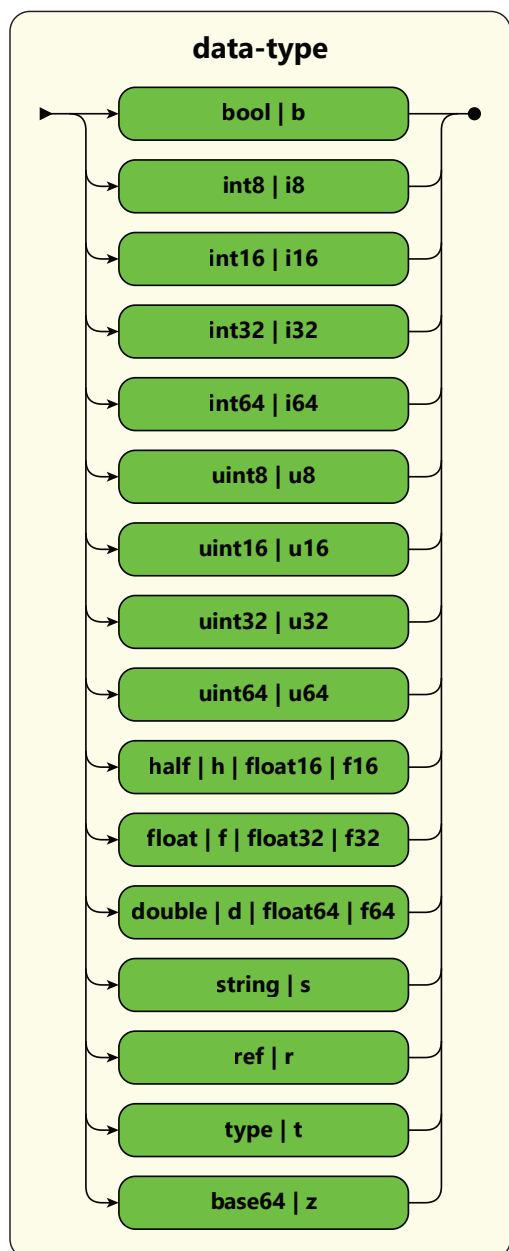 data-type
bool | b
int8 | i8
int16 | i16
int32 | i32
int64 | i64
uint8 | u8
uint16 | u16
uint32 | u32
uint64 | u64
half | h | float16 | f16
float | f | float32 | f32
double | d | float64 | f64
string | s
ref | r
type | t
base64 | z